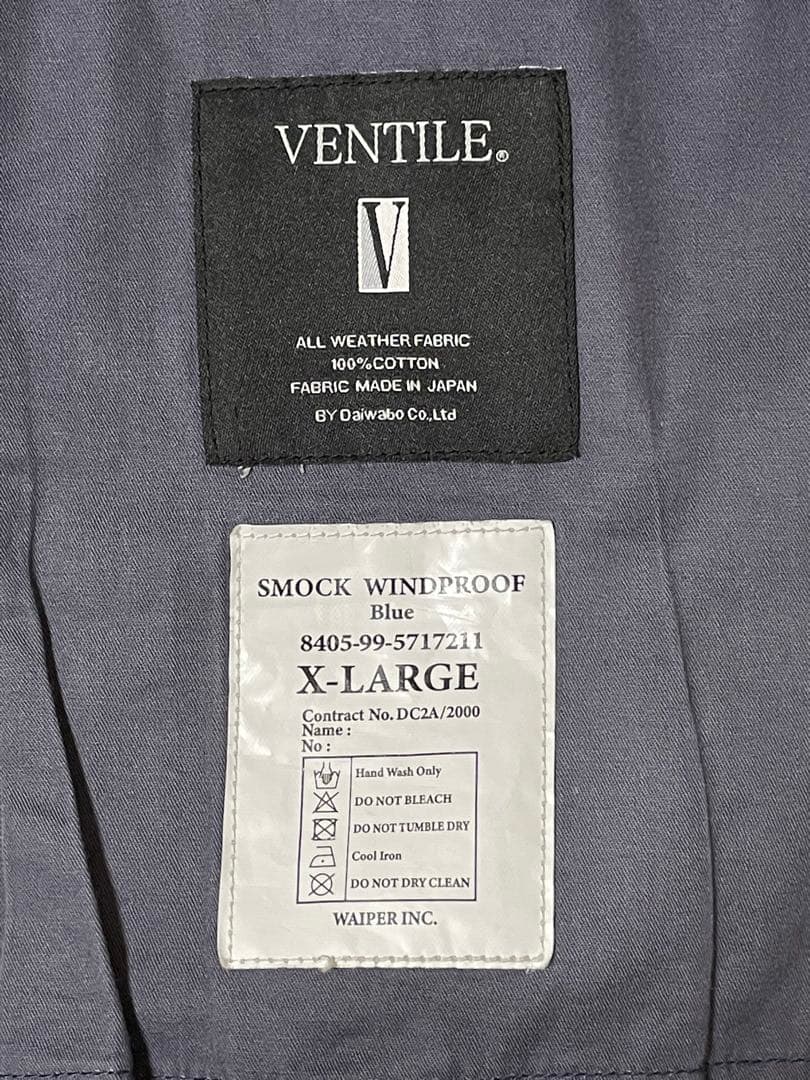 VENTILE®
V
ALL WEATHER FABRIC
100%COTTON
FABRIC MADE IN JAPAN
BY Daiwabo Co.,Ltd
SMOCK WINDPROOF
Blue
8405-99-5717211
X-LARGE
Contract No. DC2A/2000
Name :
No :
Hand Wash Only
DO NOT BLEACH
DO NOT TUMBLE DRY
Cool Iron
DO NOT DRY CLEAN
WAIPER INC.